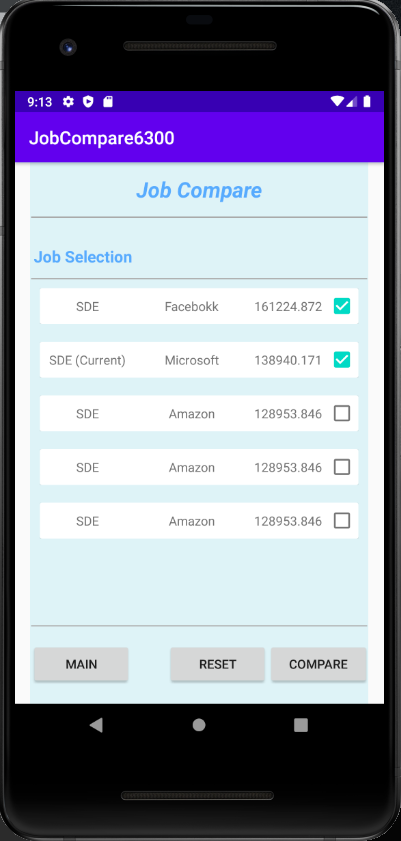 9:13
JobCompare6300
Job Compare
Job Selection
SDE Facebokk 161224.872
SDE (Current) Microsoft 138940.171
SDE Amazon 128953.846
SDE Amazon 128953.846
SDE Amazon 128953.846
MAIN RESET COMPARE